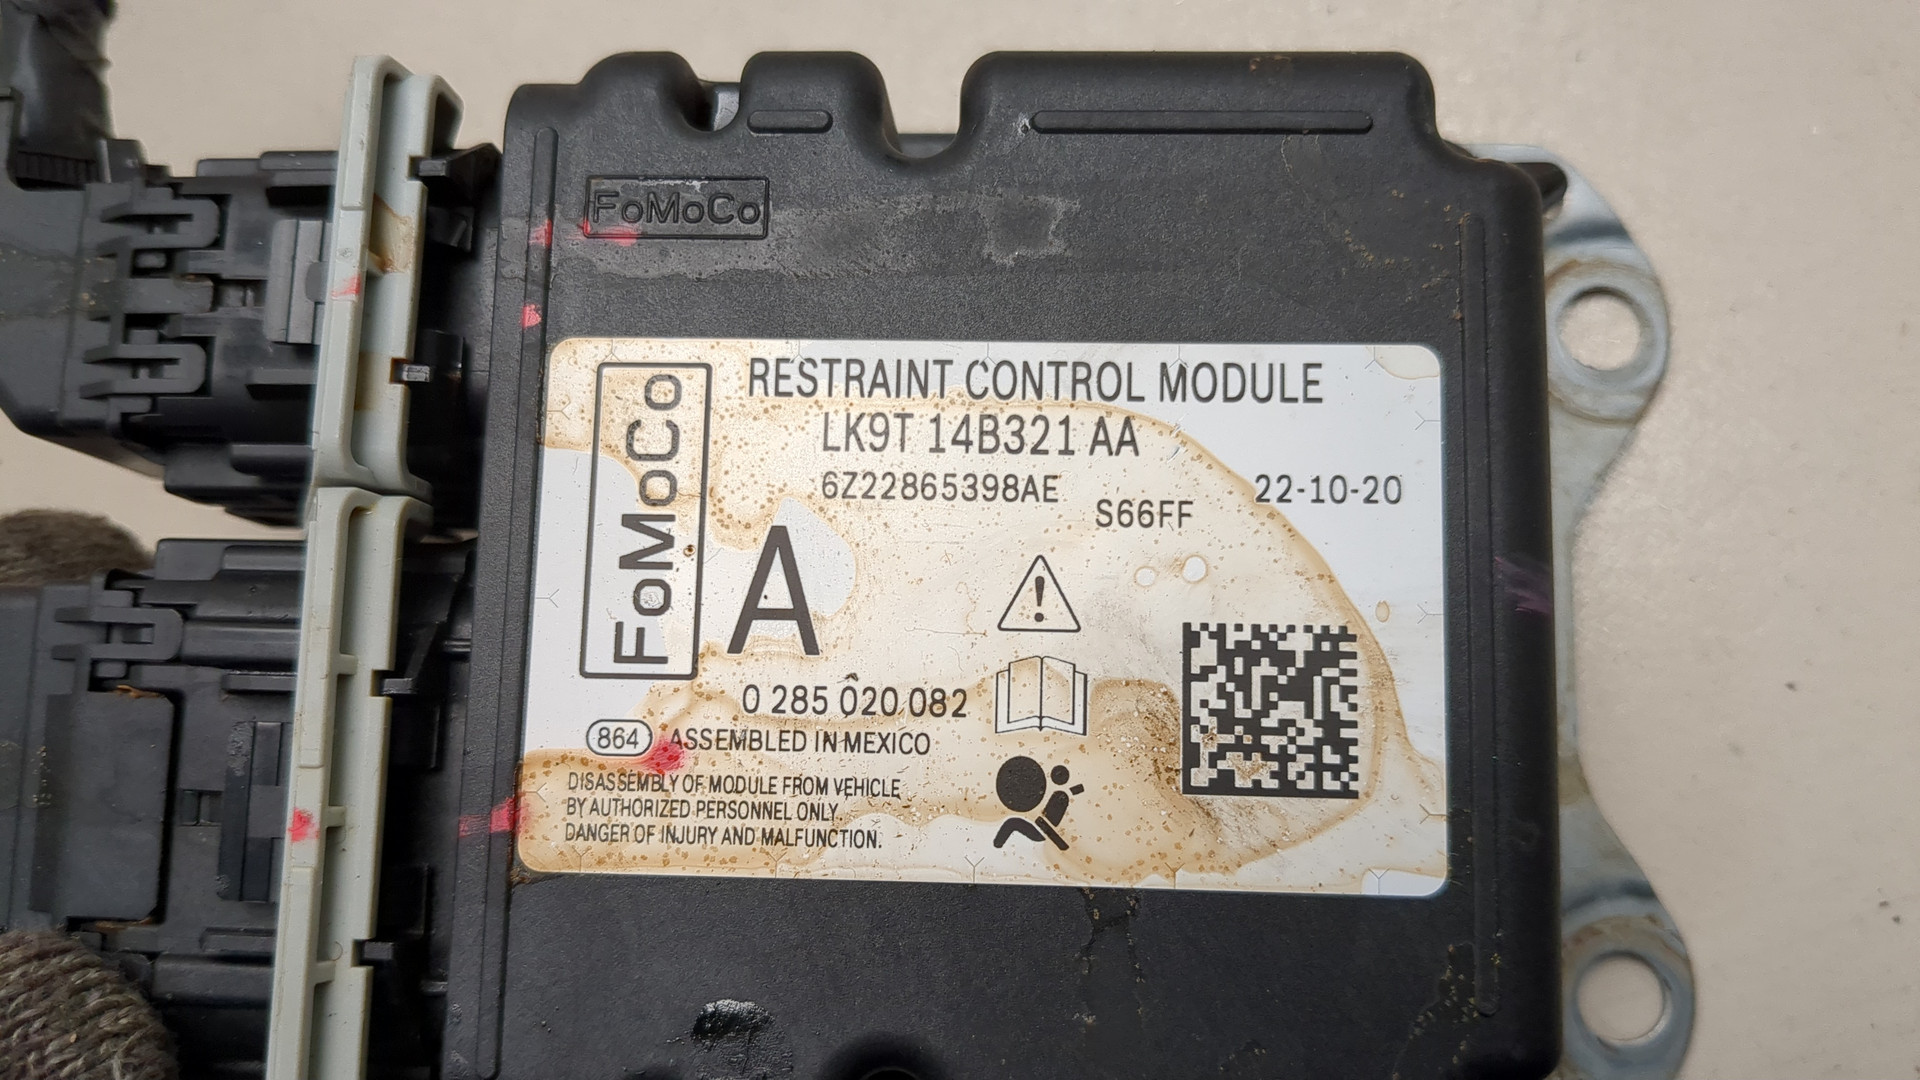 FoMoCo
FoMoCo
RESTRAINT CONTROL MODULE
LK9T 14B321 AA
6Z22865398AE
S66FF
22-10-20
A
0 285 020 082
864 ASSEMBLED IN MEXICO
DISASSEMBLY OF MODULE FROM VEHICLE
BY AUTHORIZED PERSONNEL ONLY.
DANGER OF INJURY AND MALFUNCTION.